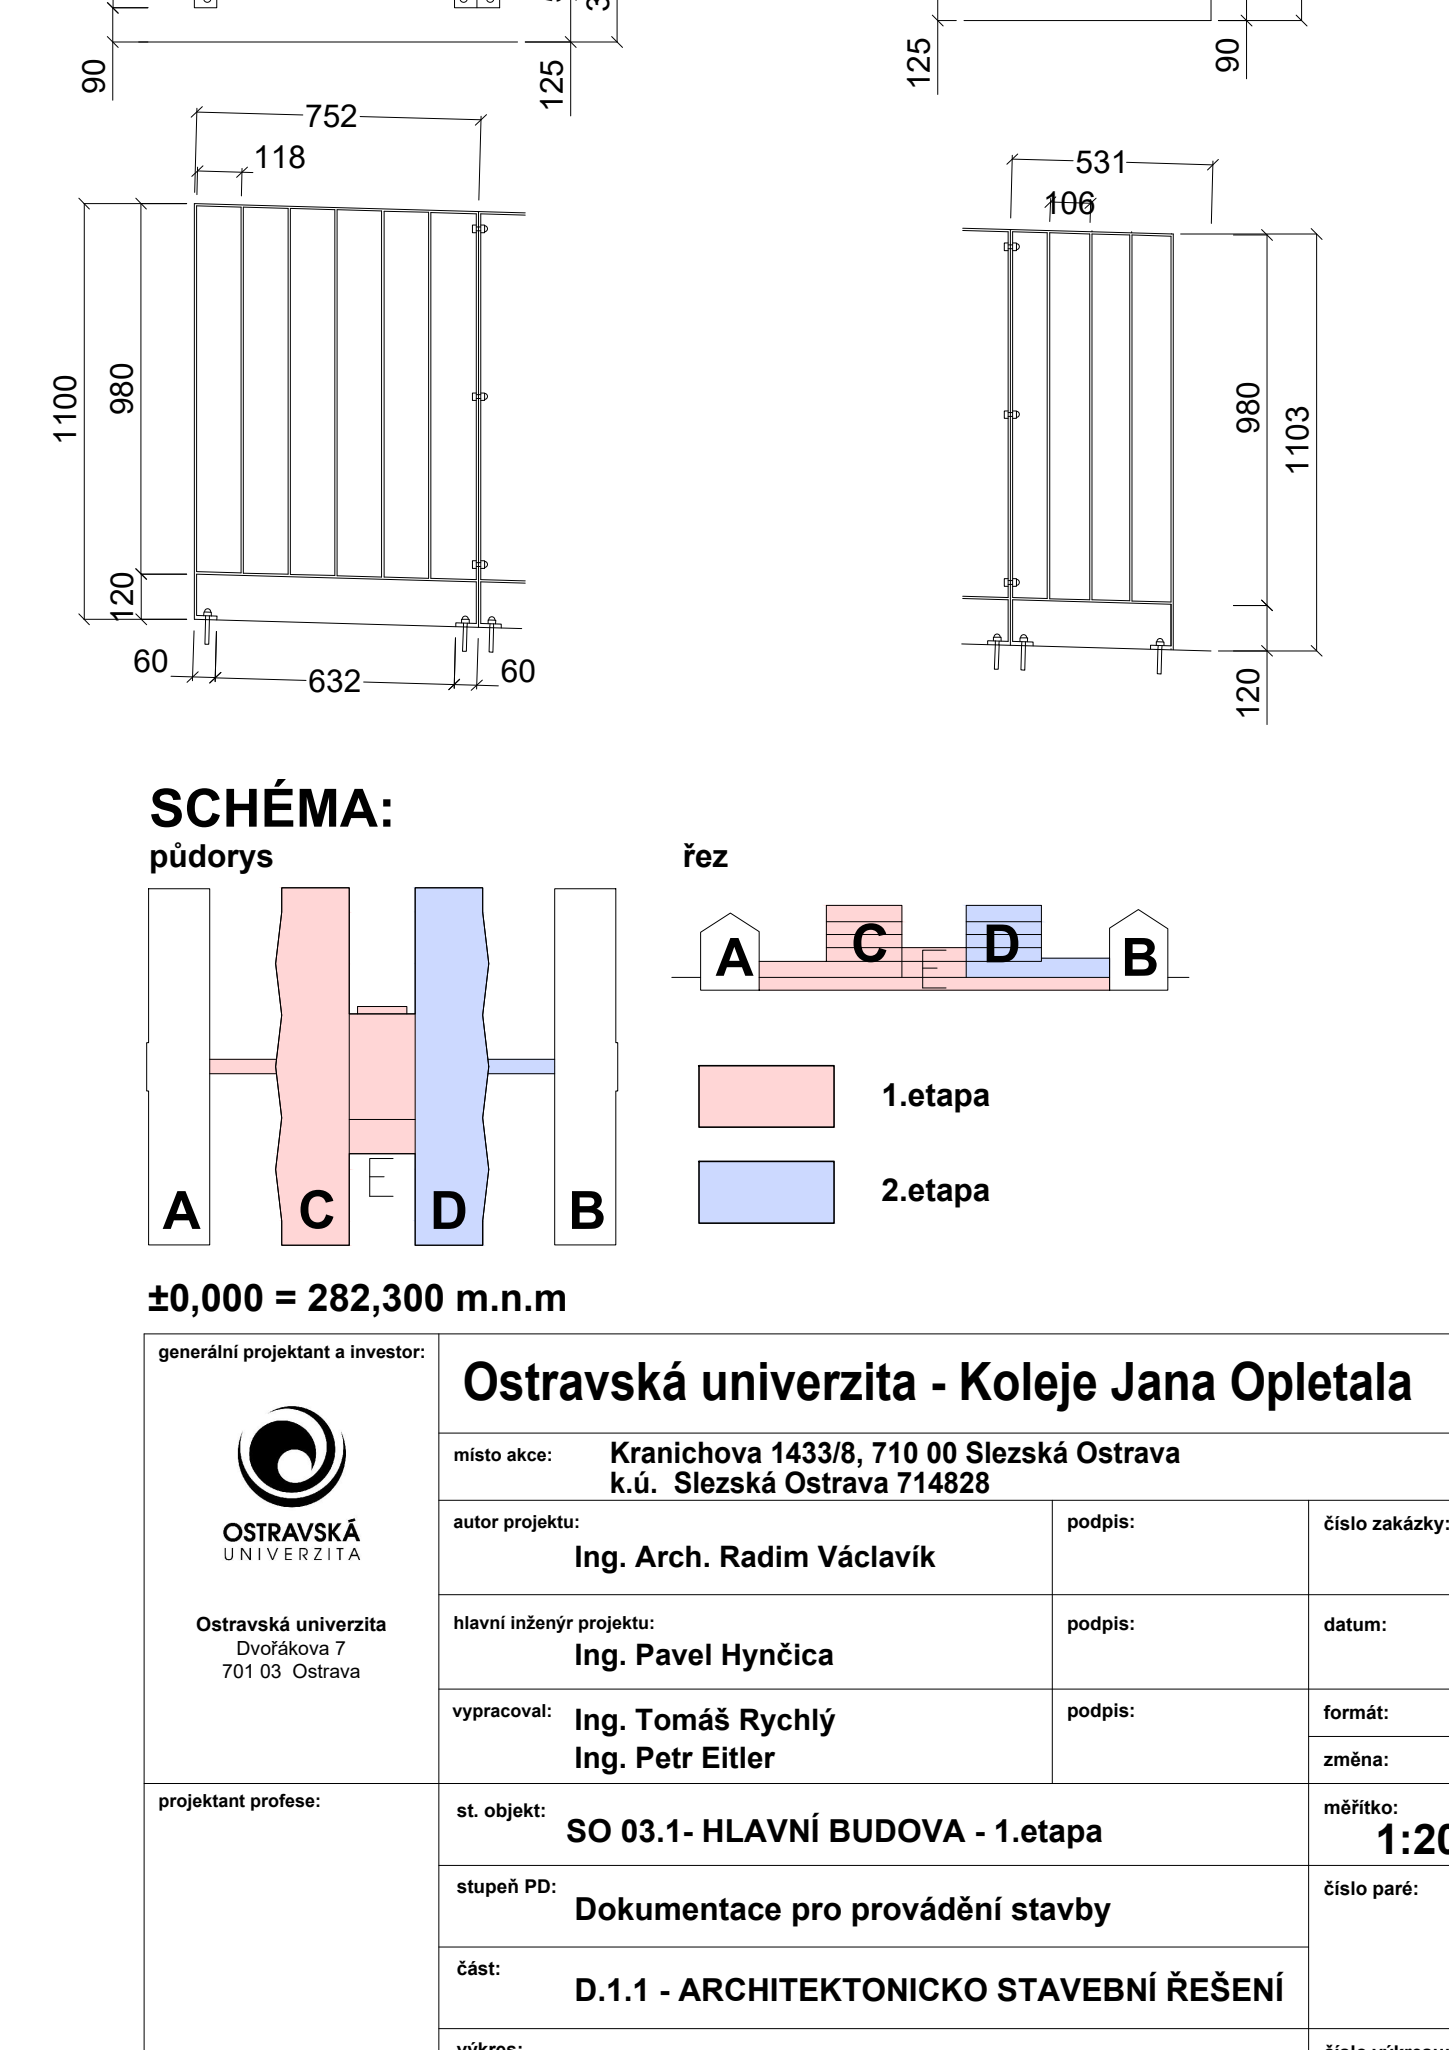 90
125
125
90
752
118
531
106
1100
980
120
980
1103
120
60
632
60
SCHÉMA:
půdorys
řez
A
C
E
D
B
A
C
E
D
B
1.etapa
2.etapa
±0,000 = 282,300 m.n.m
generální projektant a investor:
OSTRAVSKÁ
UNIVERZITA
Ostravská univerzita
Dvořákova 7
701 03 Ostrava
projektant profese:
Ostravská univerzita - Koleje Jana Opletala
místo akce: Kranichova 1433/8, 710 00 Slezská Ostrava
k.ú. Slezská Ostrava 714828
autor projektu: podpis: číslo zakázky:
Ing. Arch. Radim Václavík
hlavní inženýr projektu: podpis: datum:
Ing. Pavel Hynčica
vypracoval: Ing. Tomáš Rychlý podpis: formát:
Ing. Petr Eitler změna:
st. objekt: SO 03.1- HLAVNÍ BUDOVA - 1.etapa měřítko:
1:20
stupeň PD: Dokumentace pro provádění stavby číslo paré:
část: D.1.1 - ARCHITEKTONICKO STAVEBNÍ ŘEŠENÍ
výkres: